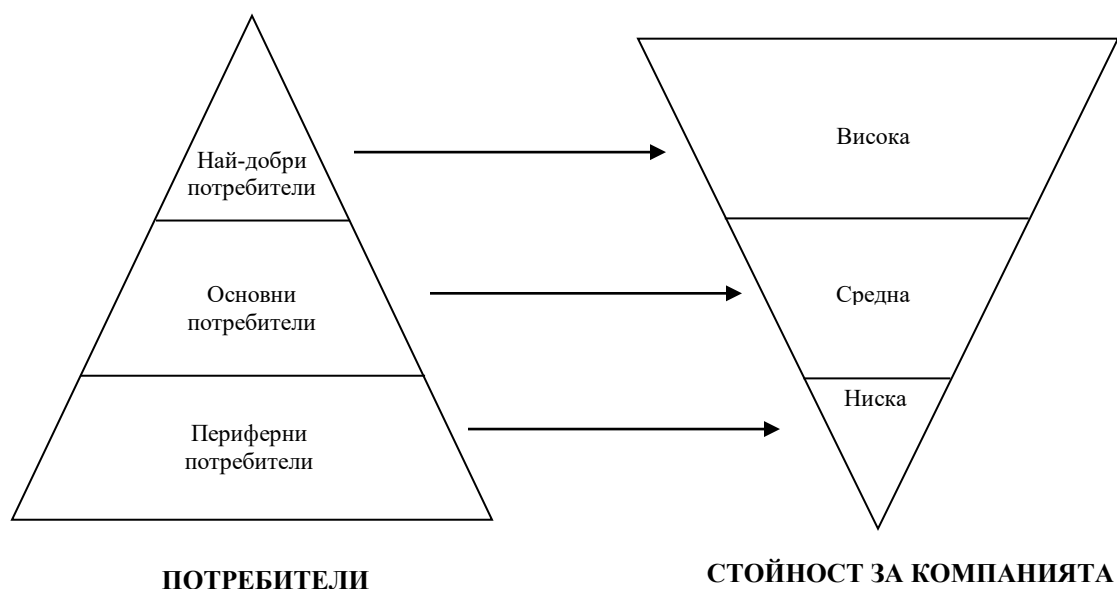 Най-добри
потребители
Висока
Основни
потребители
Средна
Периферни
потребители
Ниска
ПОТРЕБИТЕЛИ
СТОЙНОСТ ЗА КОМПАНИЯТА